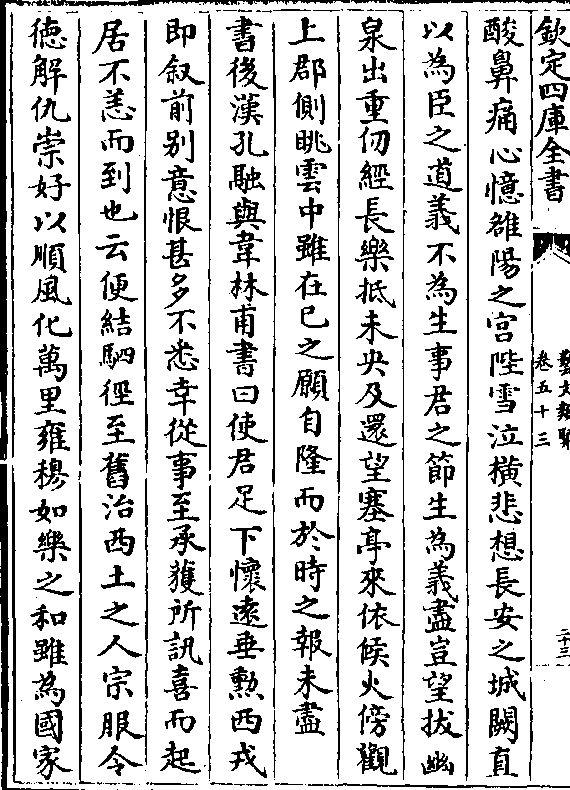 欽定四庫全書
藝文類聚
卷五十三
二十三
酸鼻痛心憶雒陽之宮陛雪泣橫悲想長安之城闕直
以為臣之道義不為生事君之節生為義盡豈望拔幽
泉出重仞經長樂抵未央及還望塞亭來依候火傍觀
上郡側眺雲中雖在已之願自隆而於時之報未盡
書後漢孔融與韋林甫書曰使君足下懷遠垂勲西戎
即叙前别意恨甚多不悉幸從事至承獲所訊喜而起
居不恙而到也云便結駟徑至舊治西土之人宗服令
徳解仇崇好以順風化萬里雍穆如樂之和雖為國家